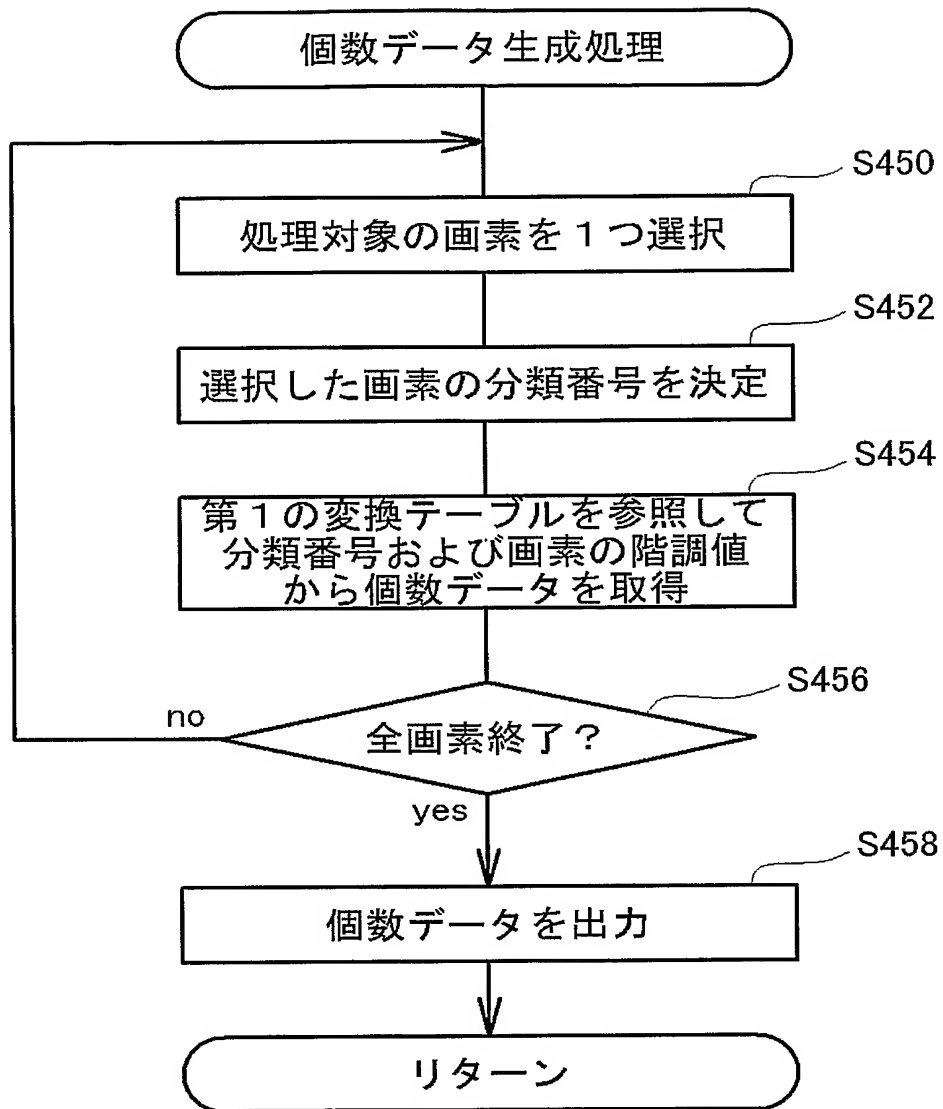 個数データ生成処理
S450
処理対象の画素を１つ選択
S452
選択した画素の分類番号を決定
S454
第１の変換テーブルを参照して
分類番号および画素の階調値
から個数データを取得
S456
no
全画素終了？
yes
S458
個数データを出力
リターン